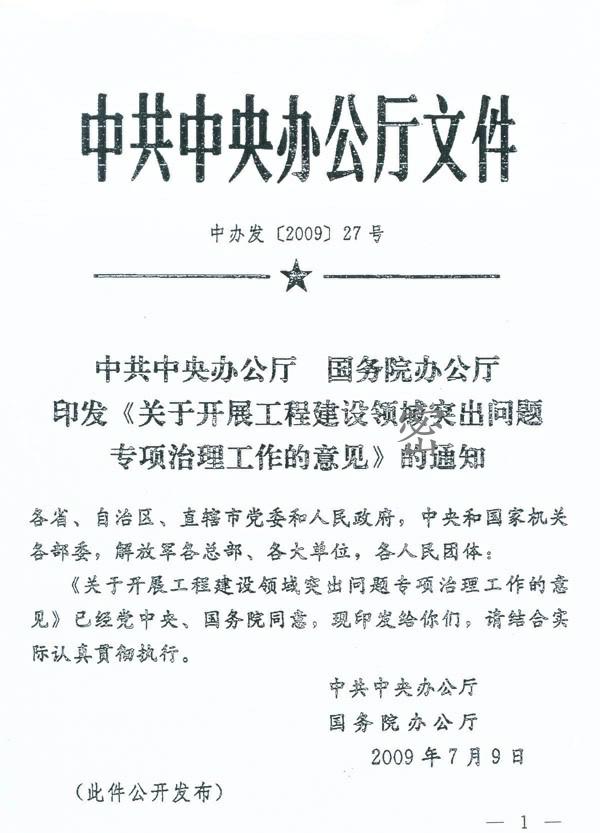 中共中央办公厅文件
中办发〔2009〕27号
中共中央办公厅　国务院办公厅
印发《关于开展工程建设领域突出问题
专项治理工作的意见》的通知
各省、自治区、直辖市党委和人民政府，中央和国家机关
各部委，解放军各总部、各大单位，各人民团体：
《关于开展工程建设领域突出问题专项治理工作的意
见》已经党中央、国务院同意，现印发给你们，请结合实
际认真贯彻执行。
中共中央办公厅
国务院办公厅
2009年7月9日
（此件公开发布）
— 1 —